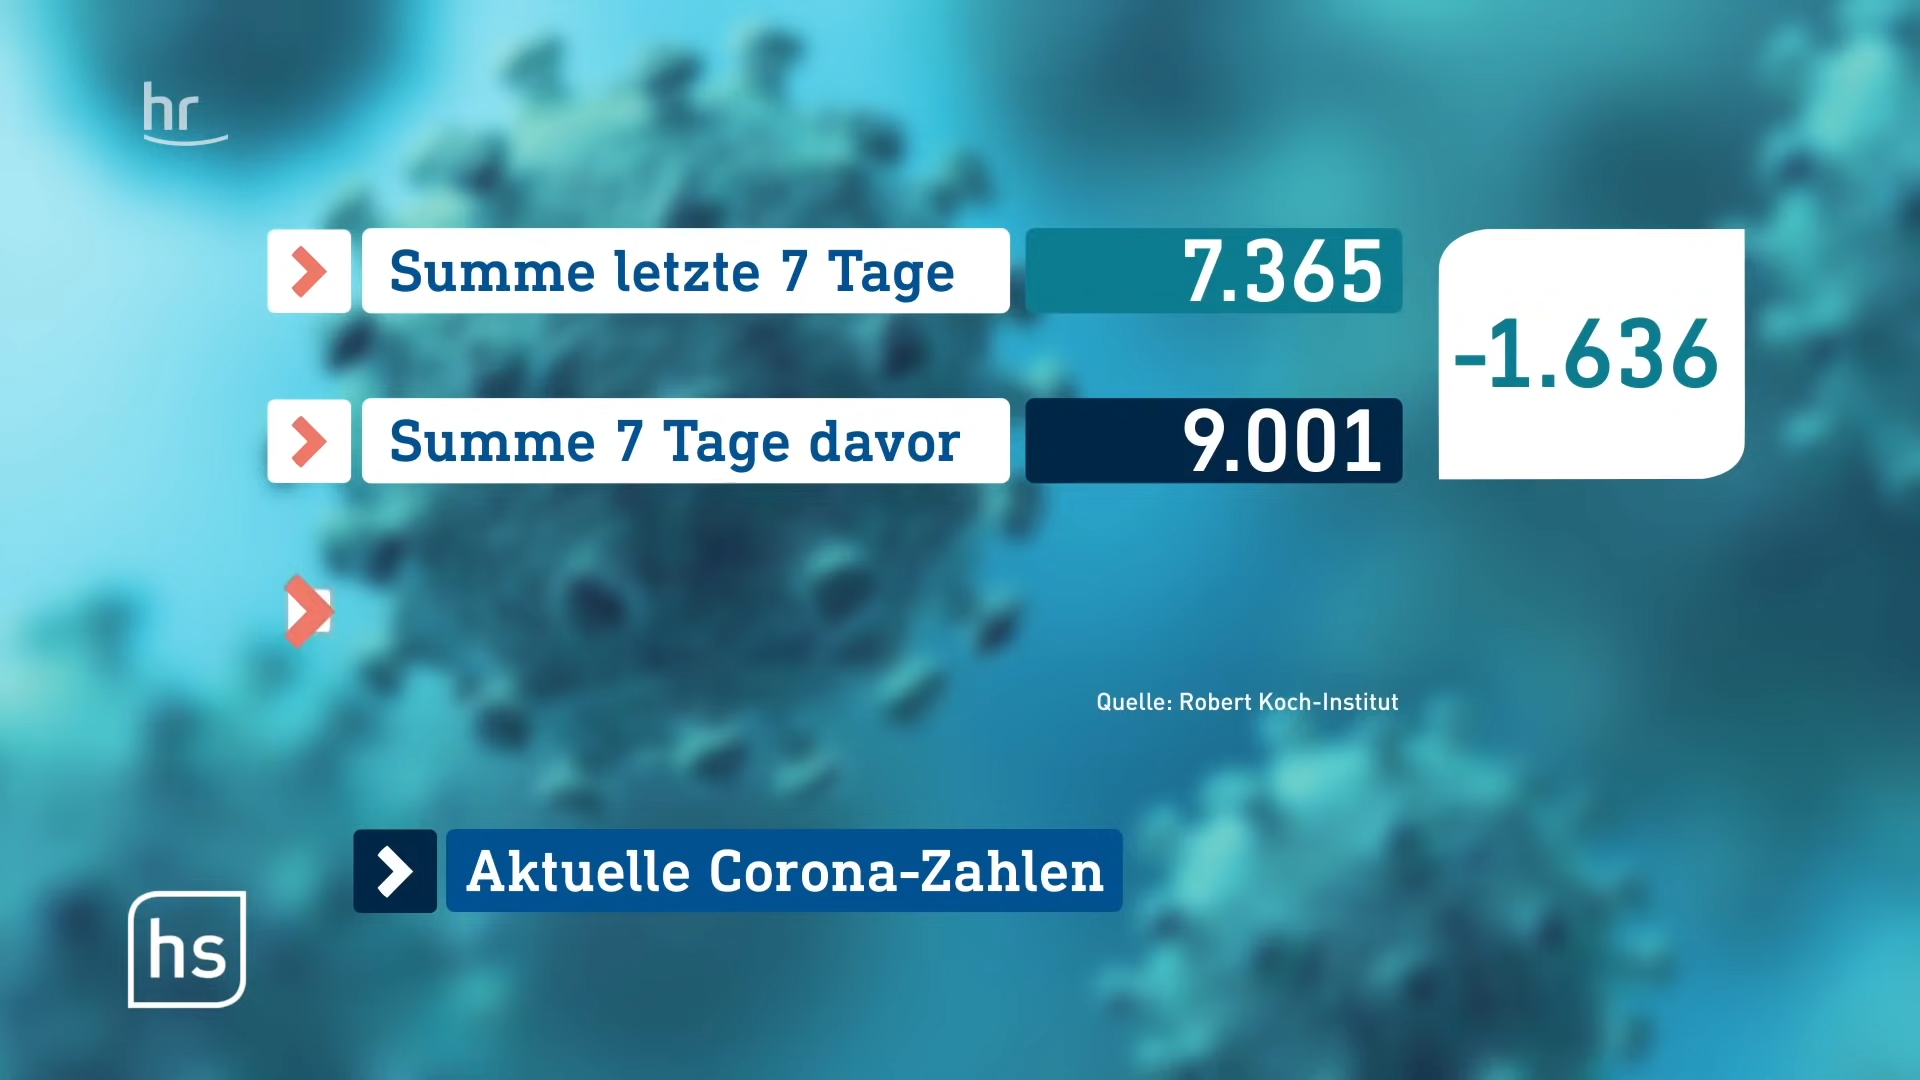 hr
Summe letzte 7 Tage 7.365
-1.636
Summe 7 Tage davor 9.001
Quelle: Robert Koch-Institut
Aktuelle Corona-Zahlen
hs